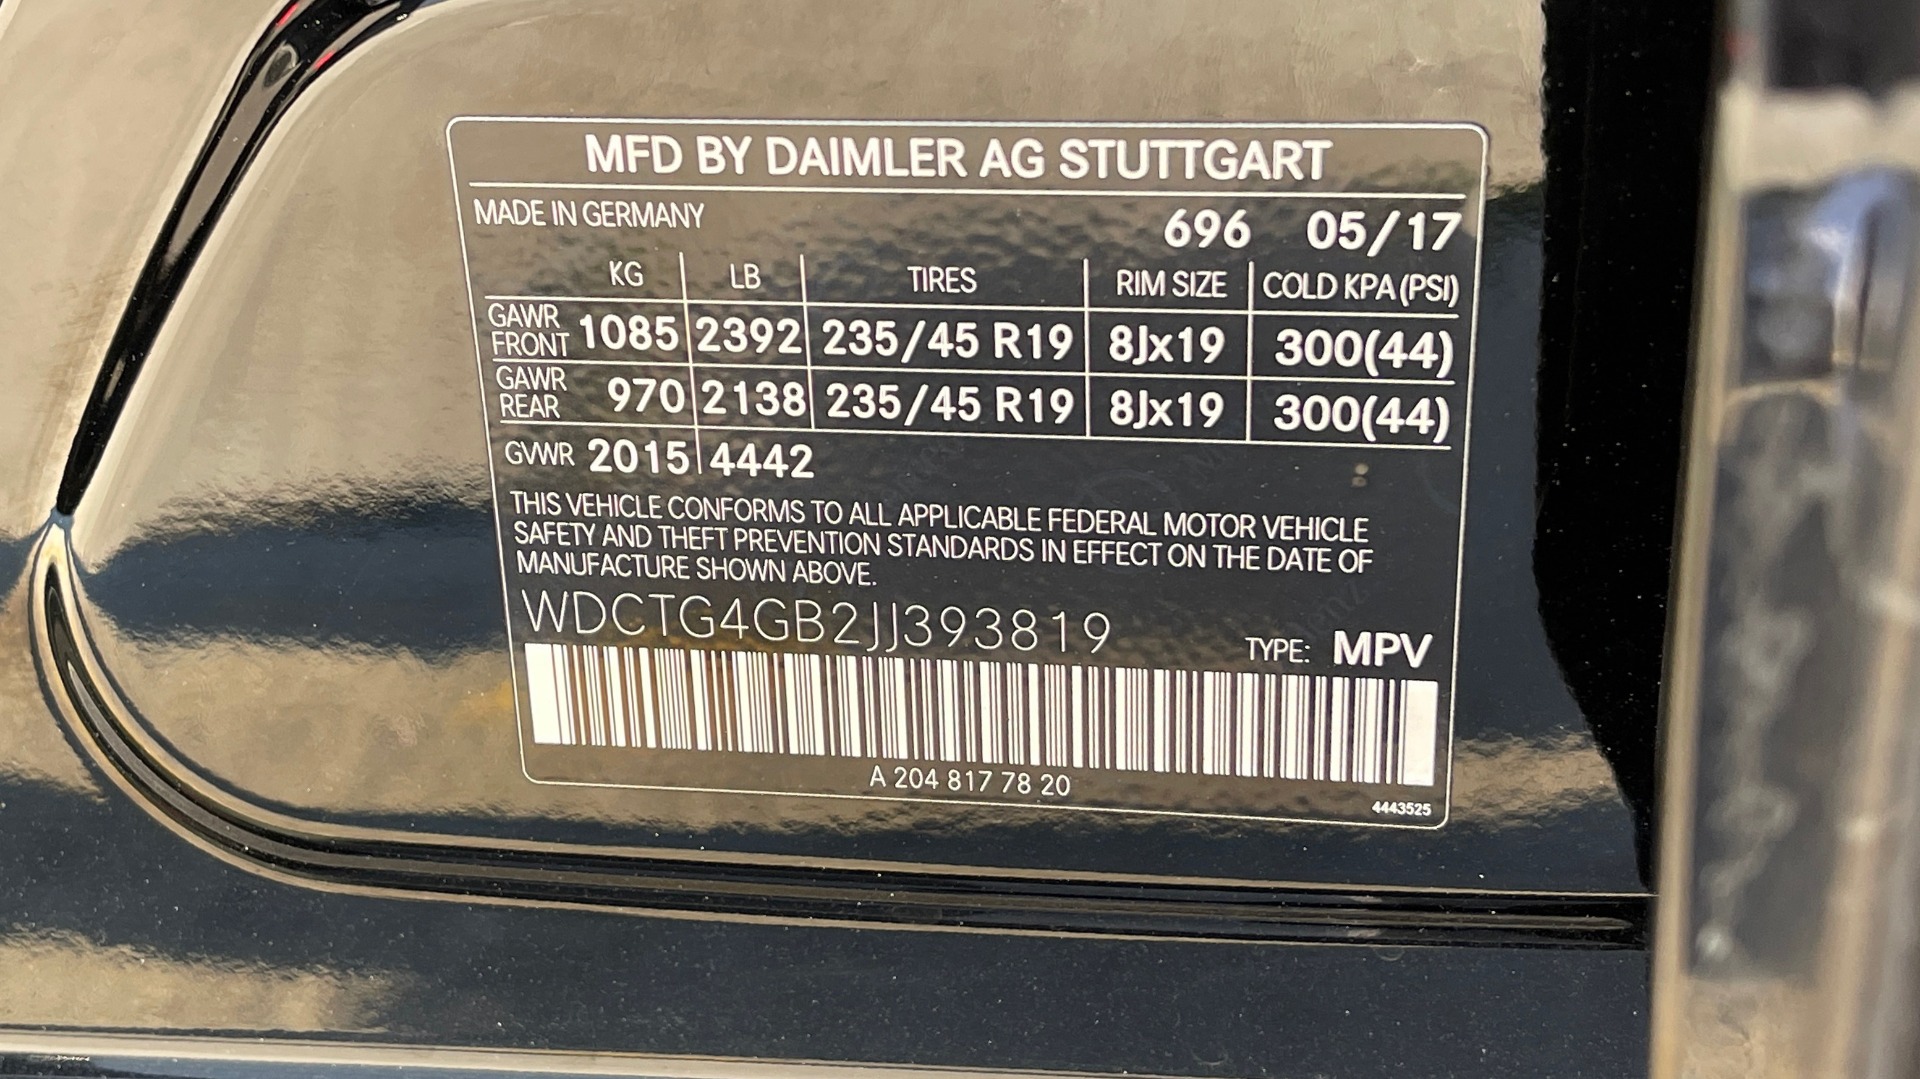 MFD BY DAIMLER AG STUTTGART
MADE IN GERMANY 696 05/17
KG LB TIRES RIM SIZE COLD KPA (PSI)
GAWR FRONT 1085 2392 235/45 R19 8Jx19 300(44)
GAWR REAR 970 2138 235/45 R19 8Jx19 300(44)
GVWR 2015 4442
THIS VEHICLE CONFORMS TO ALL APPLICABLE FEDERAL MOTOR VEHICLE
SAFETY AND THEFT PREVENTION STANDARDS IN EFFECT ON THE DATE OF
MANUFACTURE SHOWN ABOVE.
WDCTG4GB2JJ393819 TYPE: MPV
A 204 817 78 20
4443525